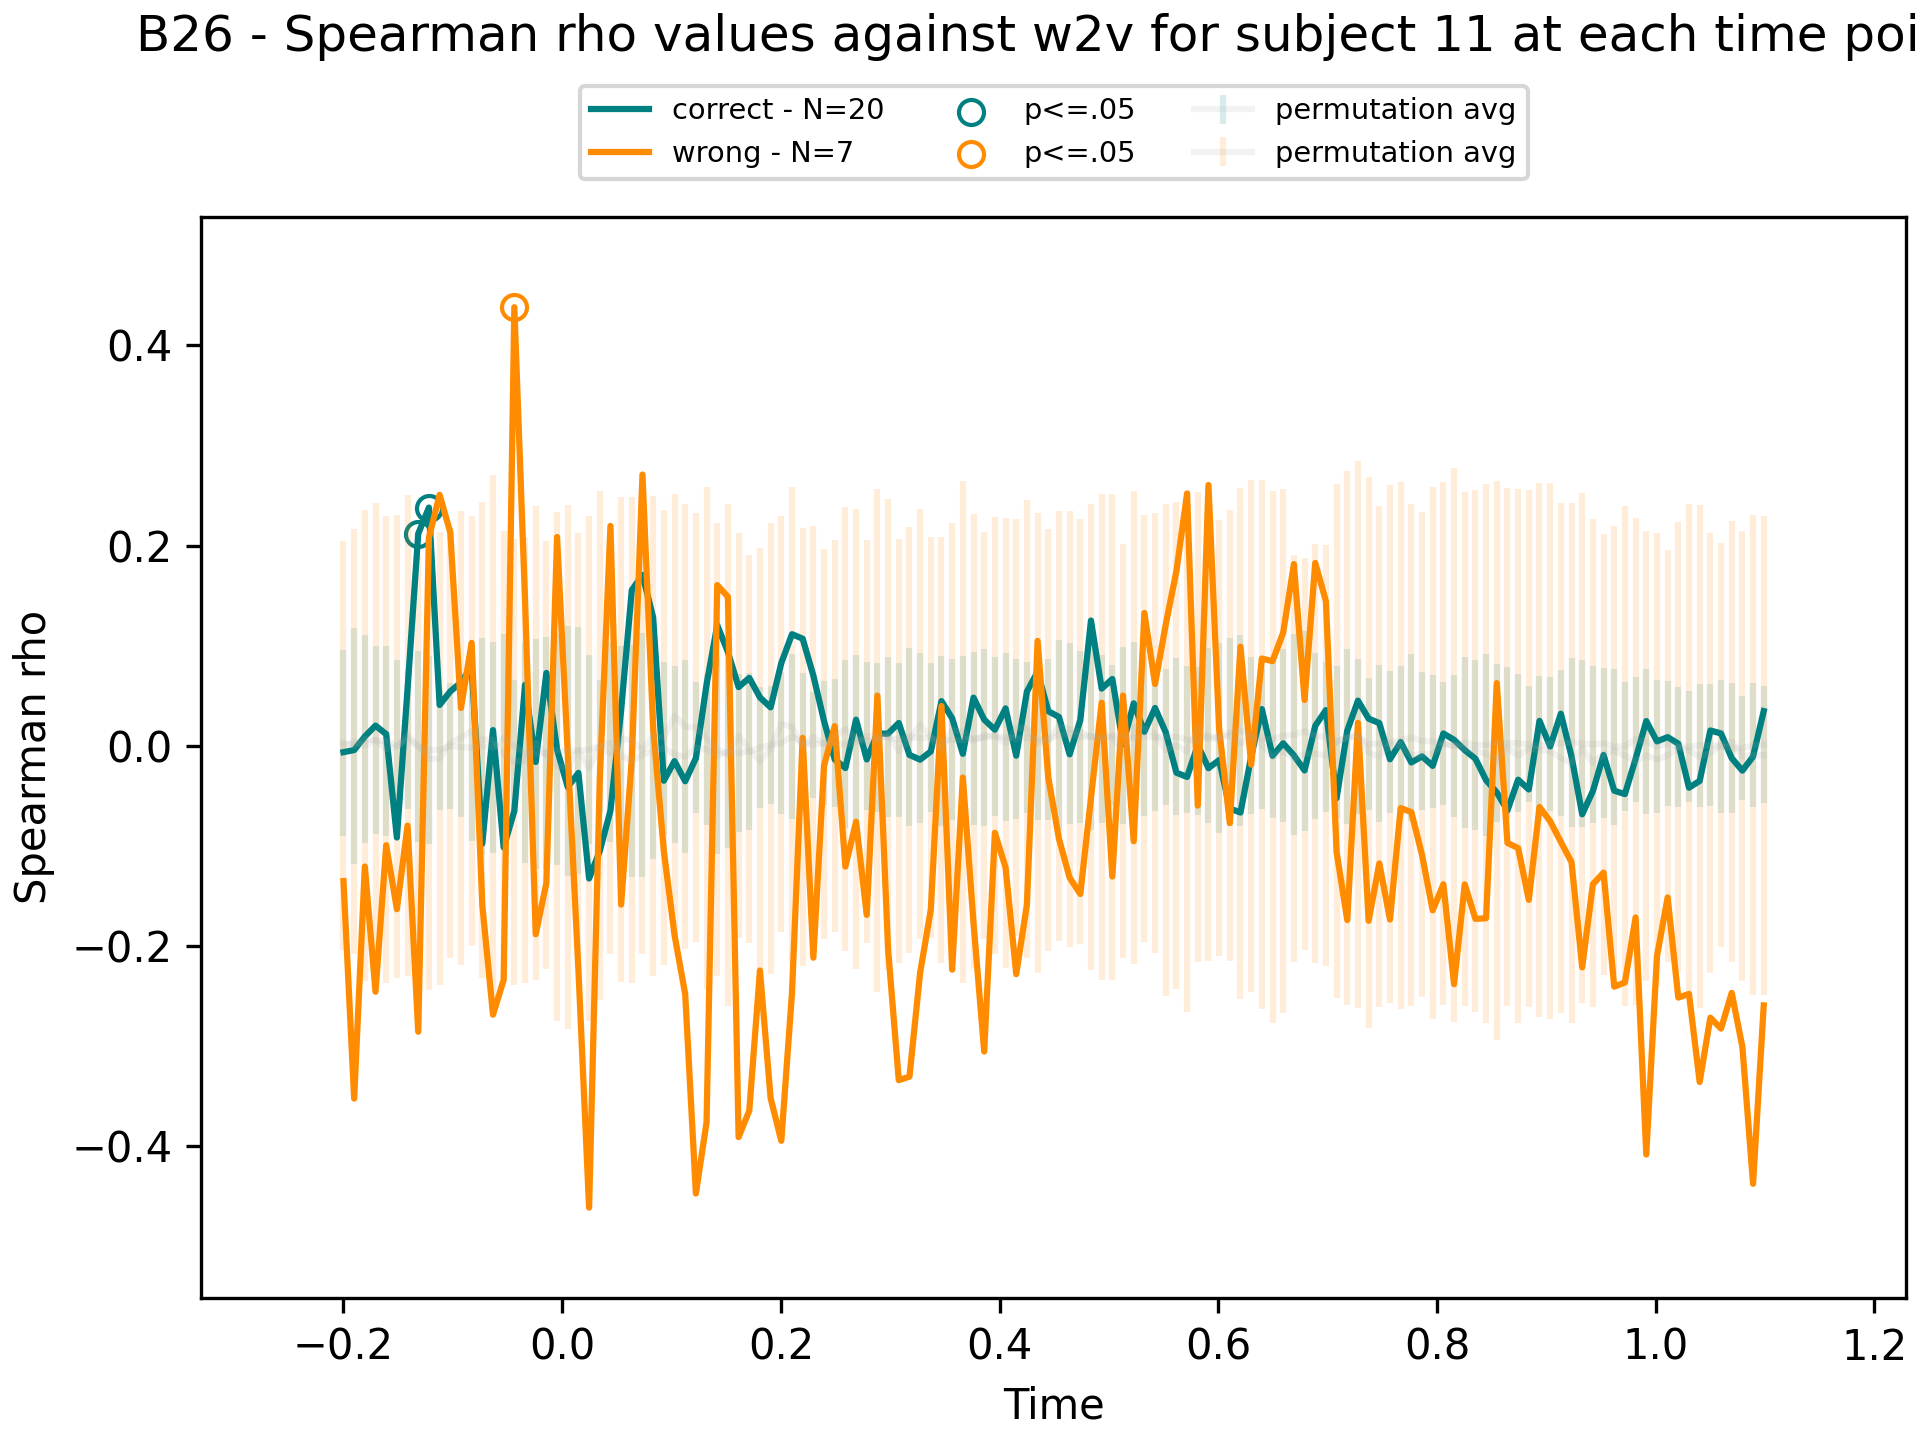 B26 - Spearman rho values against w2v for subject 11 at each time poi
correct - N=20 p<=.05 permutation avg
wrong - N=7 p<=.05 permutation avg
Spearman rho
0.4
0.2
0.0
−0.2
−0.4
−0.2 0.0 0.2 0.4 0.6 0.8 1.0 1.2
Time